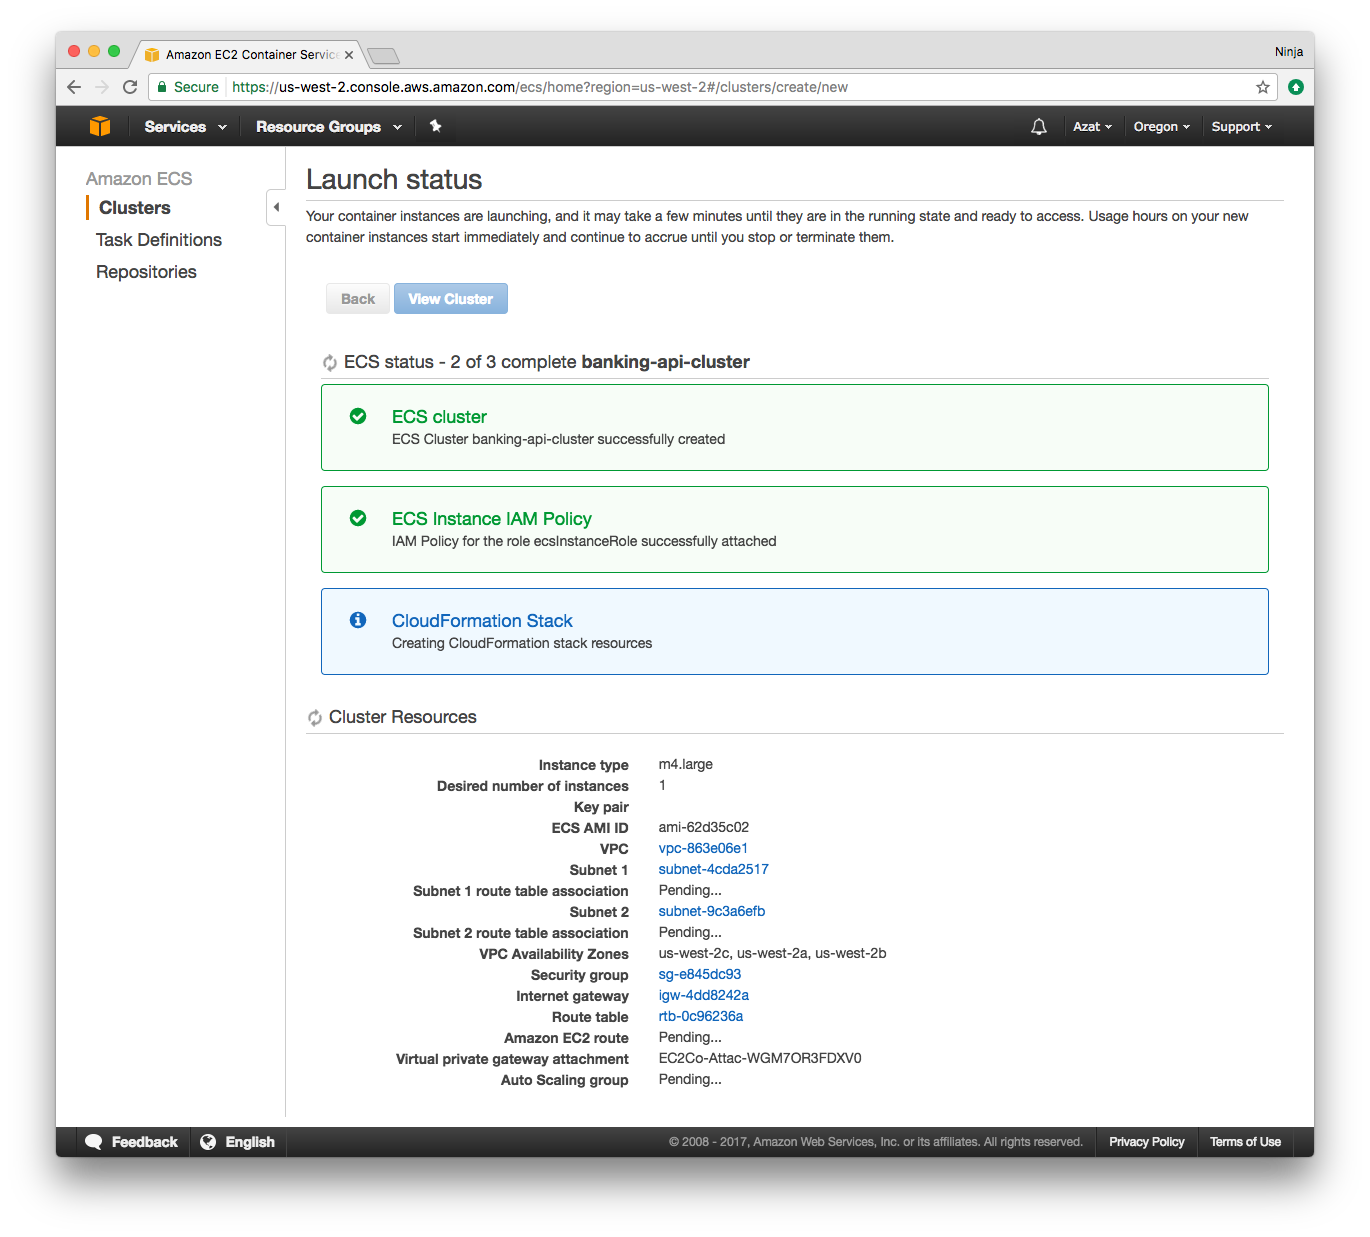 Amazon EC2 Container Service
Ninja
Secure
https://us-west-2.console.aws.amazon.com/ecs/home?region=us-west-2#/clusters/create/new
Services
Resource Groups
Azat
Oregon
Support
Amazon ECS
Clusters
Task Definitions
Repositories
Launch status
Your container instances are launching, and it may take a few minutes until they are in the running state and ready to access. Usage hours on your new
container instances start immediately and continue to accrue until you stop or terminate them.
Back
View Cluster
ECS status - 2 of 3 complete banking-api-cluster
ECS cluster
ECS Cluster banking-api-cluster successfully created
ECS Instance IAM Policy
IAM Policy for the role ecsInstanceRole successfully attached
CloudFormation Stack
Creating CloudFormation stack resources
Cluster Resources
Instance type m4.large
Desired number of instances 1
Key pair
ECS AMI ID ami-62d35c02
VPC vpc-863e06e1
Subnet 1 subnet-4cda2517
Subnet 1 route table association Pending...
Subnet 2 subnet-9c3a6efb
Subnet 2 route table association Pending...
VPC Availability Zones us-west-2c, us-west-2a, us-west-2b
Security group sg-e845dc93
Internet gateway igw-4dd8242a
Route table rtb-0c96236a
Amazon EC2 route Pending...
Virtual private gateway attachment EC2Co-Attac-WGM7OR3FDXV0
Auto Scaling group Pending...
Feedback
English
© 2008 - 2017, Amazon Web Services, Inc. or its affiliates. All rights reserved.
Privacy Policy
Terms of Use